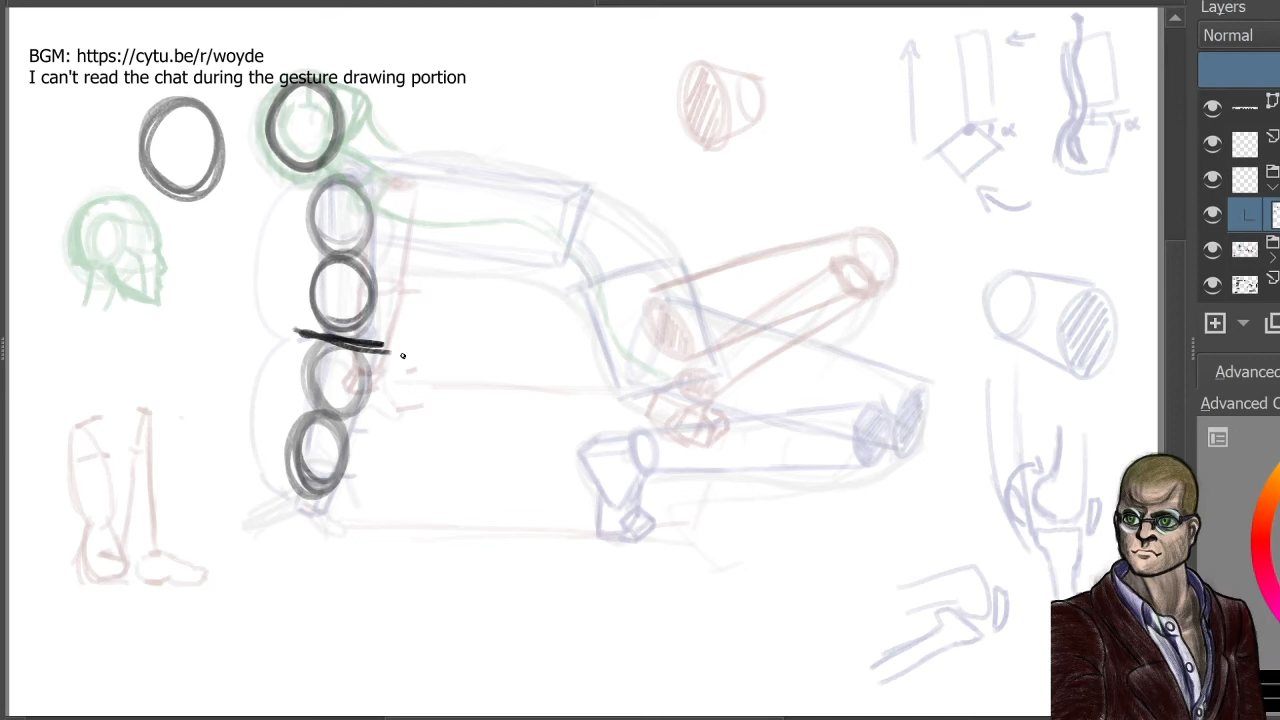 Layers
BGM: https://cytu.be/r/woyde
Normal
I can't read the chat during the gesture drawing portion
α
α
Advanced
Advanced C